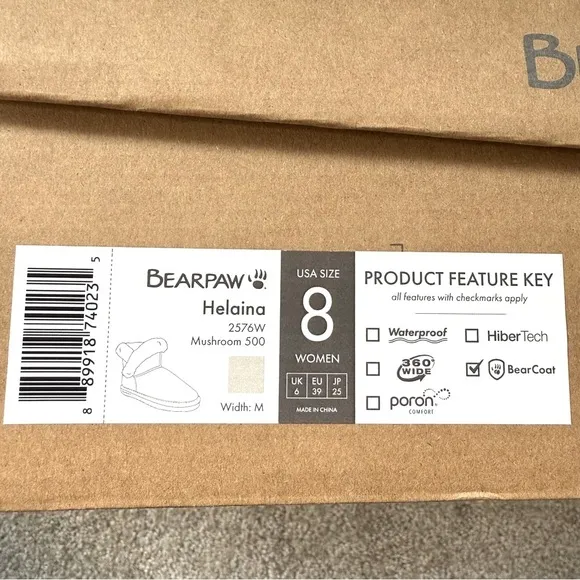 BEARPAW
Helaina
2576W
Mushroom 500
Width: M
8 89918 74023 5
USA SIZE
8
WOMEN
UK EU JP
6 39 25
MADE IN CHINA
PRODUCT FEATURE KEY
all features with checkmarks apply
Waterproof HiberTech
360° WIDE BearCoat
poron
COMFORT